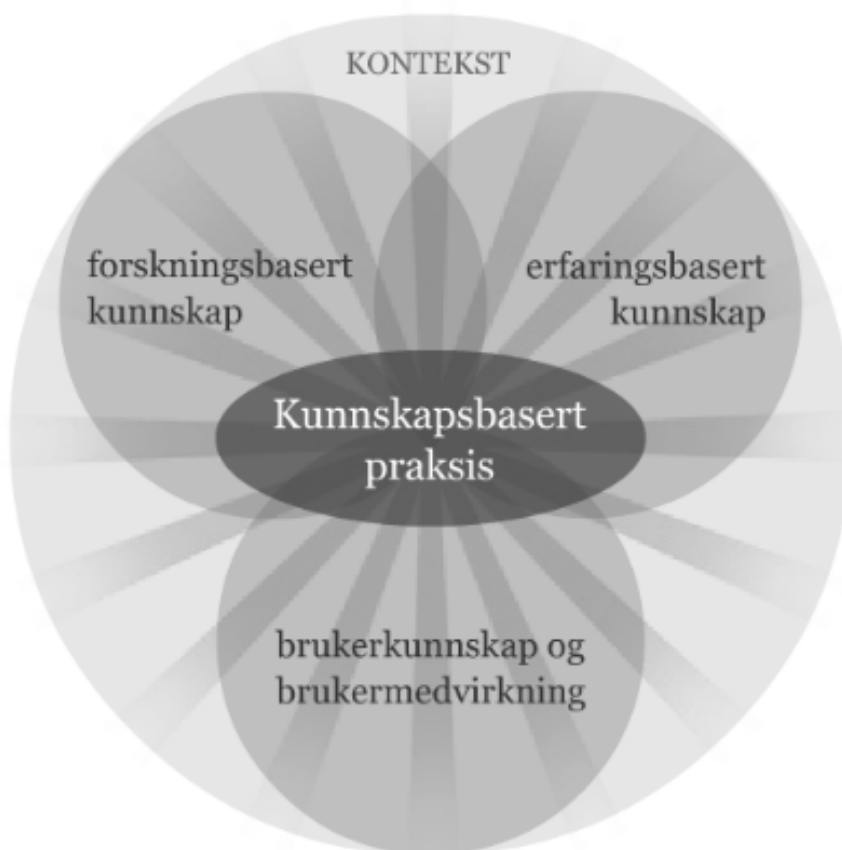 KONTEKST
forskningsbasert
kunnskap
erfaringsbasert
kunnskap
Kunnskapsbasert
praksis
brukerkunnskap og
brukermedvirkning